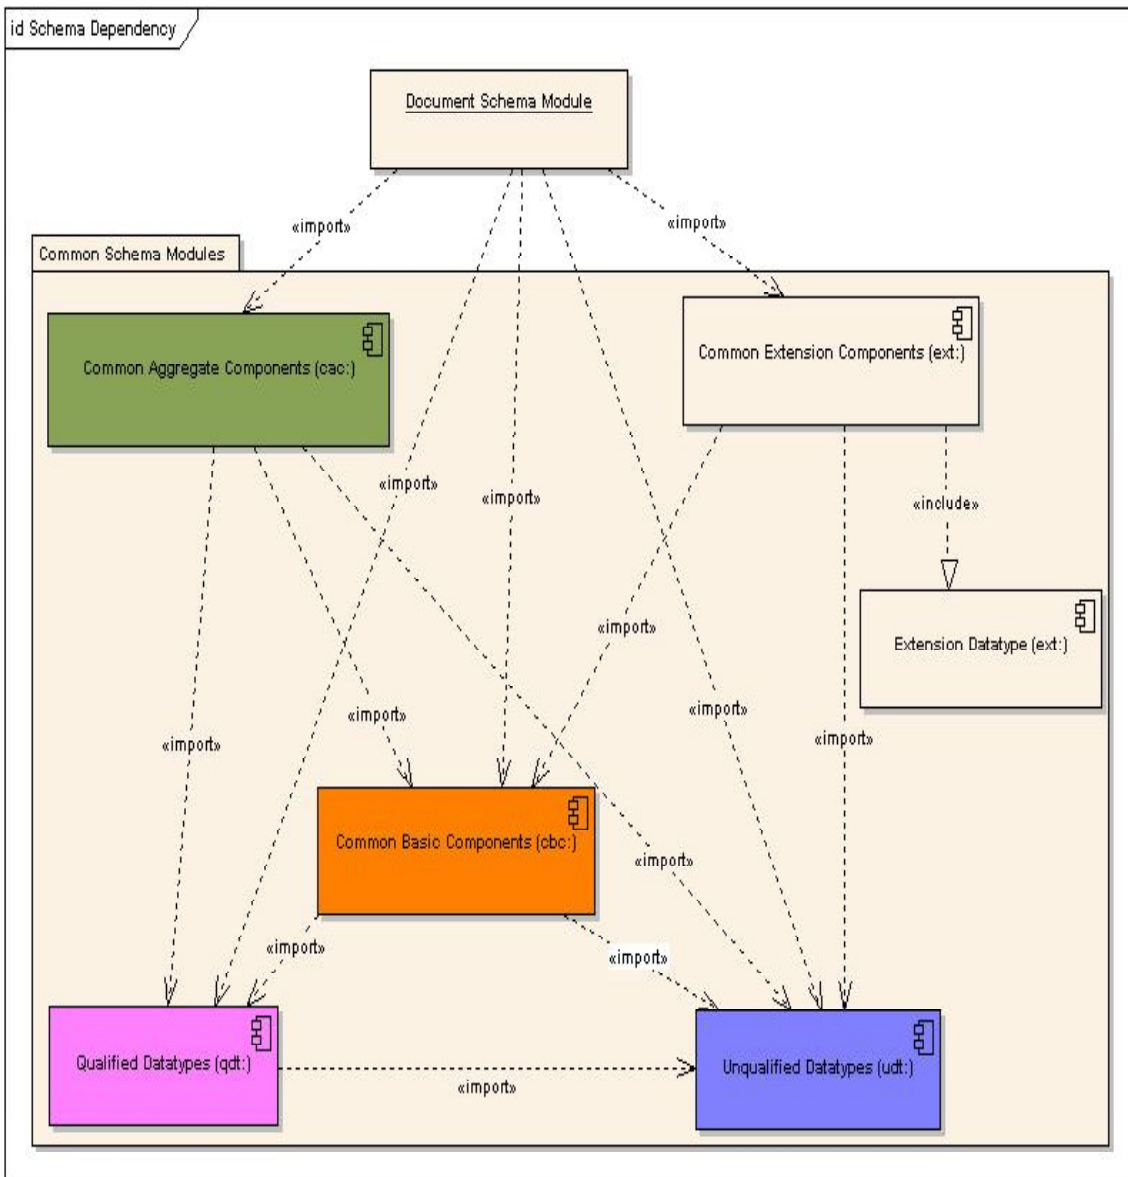 id Schema Dependency
Document Schema Module
«import»
«import»
Common Schema Modules
Common Aggregate Components (cac:)
Common Extension Components (ext:)
«import»
«import»
«include»
«import»
Extension Datatype (ext:)
«import»
«import»
«import»
«import»
Common Basic Components (cbc:)
«import»
«import»
«import»
Qualified Datatypes (qdt:)
Unqualified Datatypes (udt:)
«import»